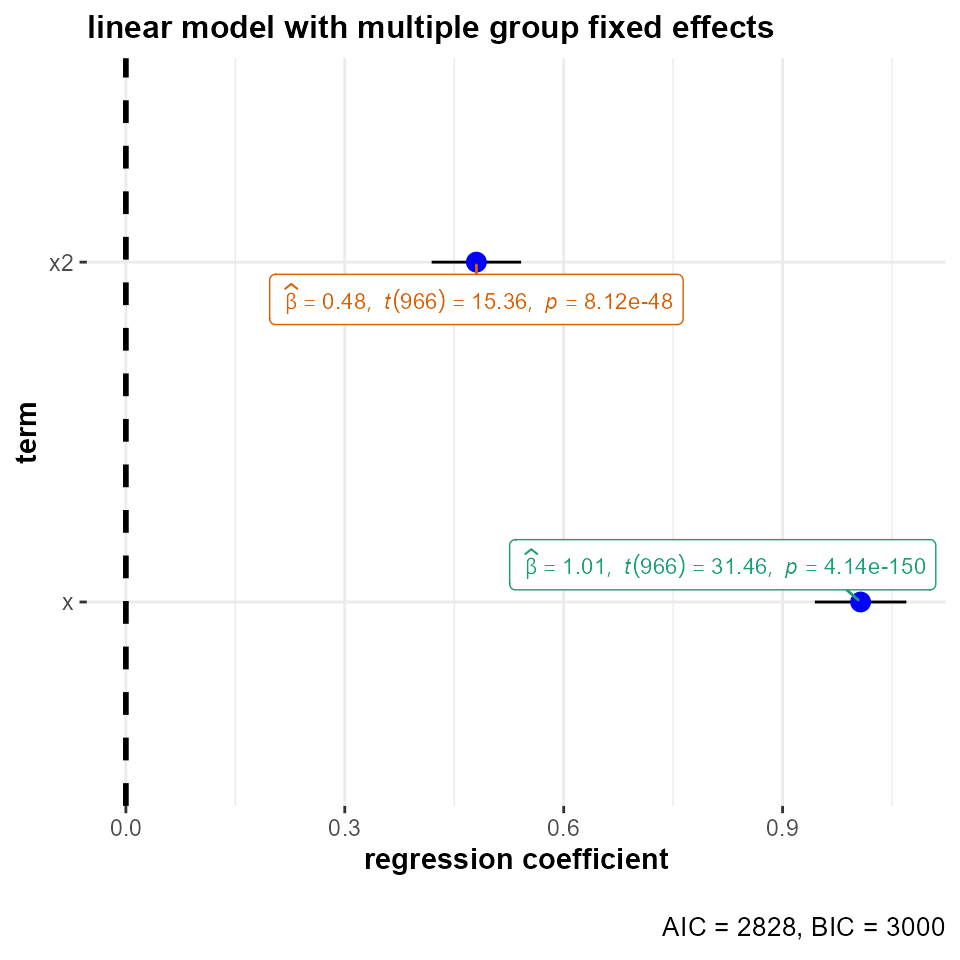 linear model with multiple group fixed effects
term
x2
β̂ = 0.48, t(966) = 15.36, p = 8.12e-48
β̂ = 1.01, t(966) = 31.46, p = 4.14e-150
x
0.0 0.3 0.6 0.9
regression coefficient
AIC = 2828, BIC = 3000